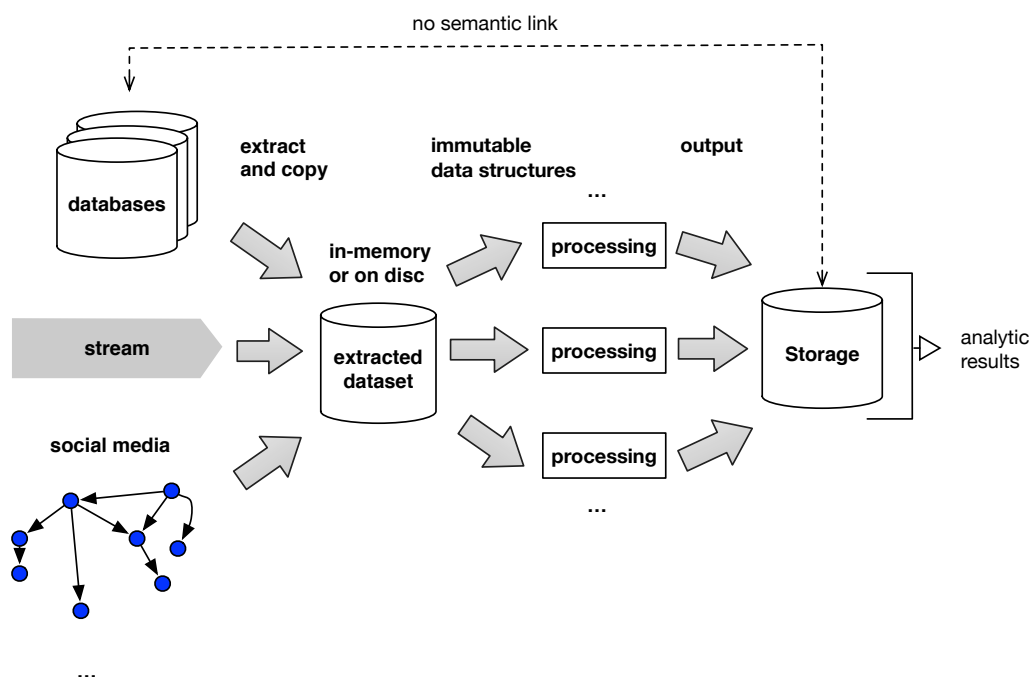 no semantic link
extract
and copy
immutable
data structures
output
...
databases
processing
in-memory
or on disc
stream
extracted
dataset
processing
Storage
analytic
results
social media
processing
...
...